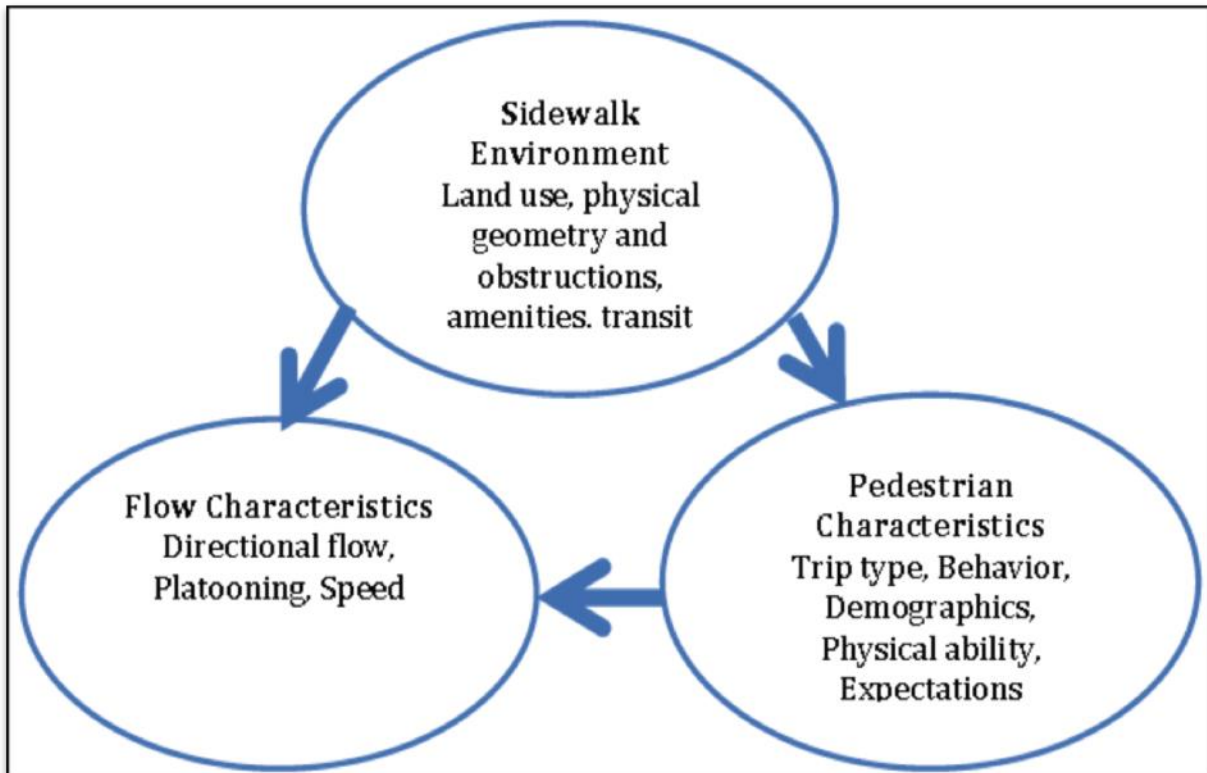 Sidewalk
Environment
Land use, physical
geometry and
obstructions,
amenities. transit
Flow Characteristics
Directional flow,
Platooning, Speed
Pedestrian
Characteristics
Trip type, Behavior,
Demographics,
Physical ability,
Expectations